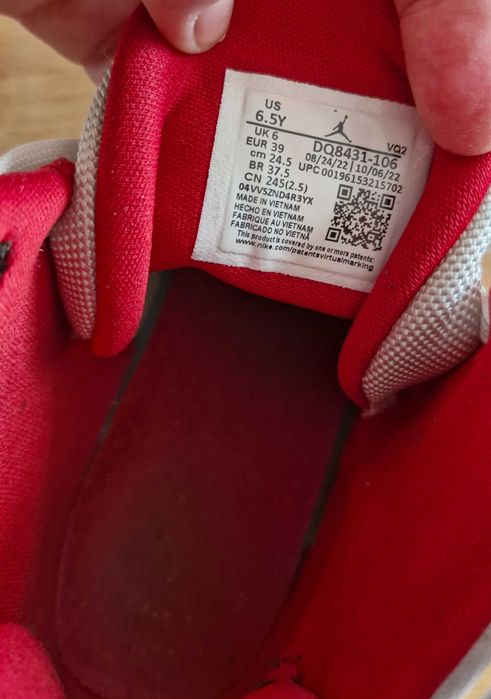 US
6.5Y
VQ2
UK 6
DQ8431-106
EUR 39
08/24/22 10/06/22
cm 24.5
UPC 00196153215702
BR 37.5
CN 245(2.5)
04VVSZND4R3YX
MADE IN VIETNAM
HECHO EN VIETNAM
FABRIQUE AU VIETNAM
FABRICADO NO VIETNÃ
This product is covered by one or more patents:
www.nike.com/patentsvirtualmarking